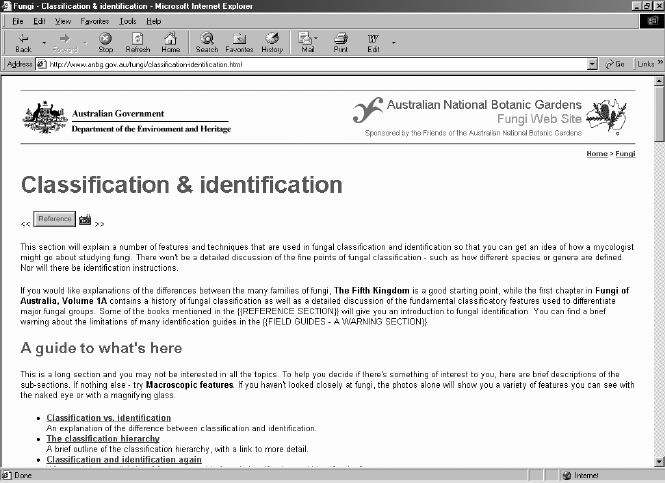 Fungi - Classification & identification - Microsoft Internet Explorer
File Edit View Favorites Tools Help
Back Forward Stop Refresh Home Search Favorites History Mail Print Edit
Address http://www.anbg.gov.au/fungi/classification-identification.html Go Links »
Australian Government
Department of the Environment and Heritage
Australian National Botanic Gardens
Fungi Web Site
Sponsored by the Friends of the Australian National Botanic Gardens
Home > Fungi
Classification & identification
<< Reference >>
This section will explain a number of features and techniques that are used in fungal classification and identification so that you can get an idea of how a mycologist
might go about studying fungi. There won't be a detailed discussion of the fine points of fungal classification - such as how different species or genera are defined.
Nor will there be identification instructions.
If you would like explanations of the differences between the many families of fungi, The Fifth Kingdom is a good starting point, while the first chapter in Fungi of
Australia, Volume 1A contains a history of fungal classification as well as a detailed discussion of the fundamental classificatory features used to differentiate
major fungal groups. Some of the books mentioned in the {{REFERENCE SECTION}} will give you an introduction to fungal identification. You can find a brief
warning about the limitations of many identification guides in the {{FIELD GUIDES - A WARNING SECTION}}.
A guide to what's here
This is a long section and you may not be interested in all the topics. To help you decide if there's something of interest to you, here are brief descriptions of the
sub-sections. If nothing else - try Macroscopic features. If you haven't looked closely at fungi, the photos alone will show you a variety of features you can see with
the naked eye or with a magnifying glass.
• Classification vs. identification
An explanation of the difference between classification and identification.
• The classification hierarchy
A brief outline of the classification hierarchy, with a link to more detail.
• Classification and identification again
Done Internet